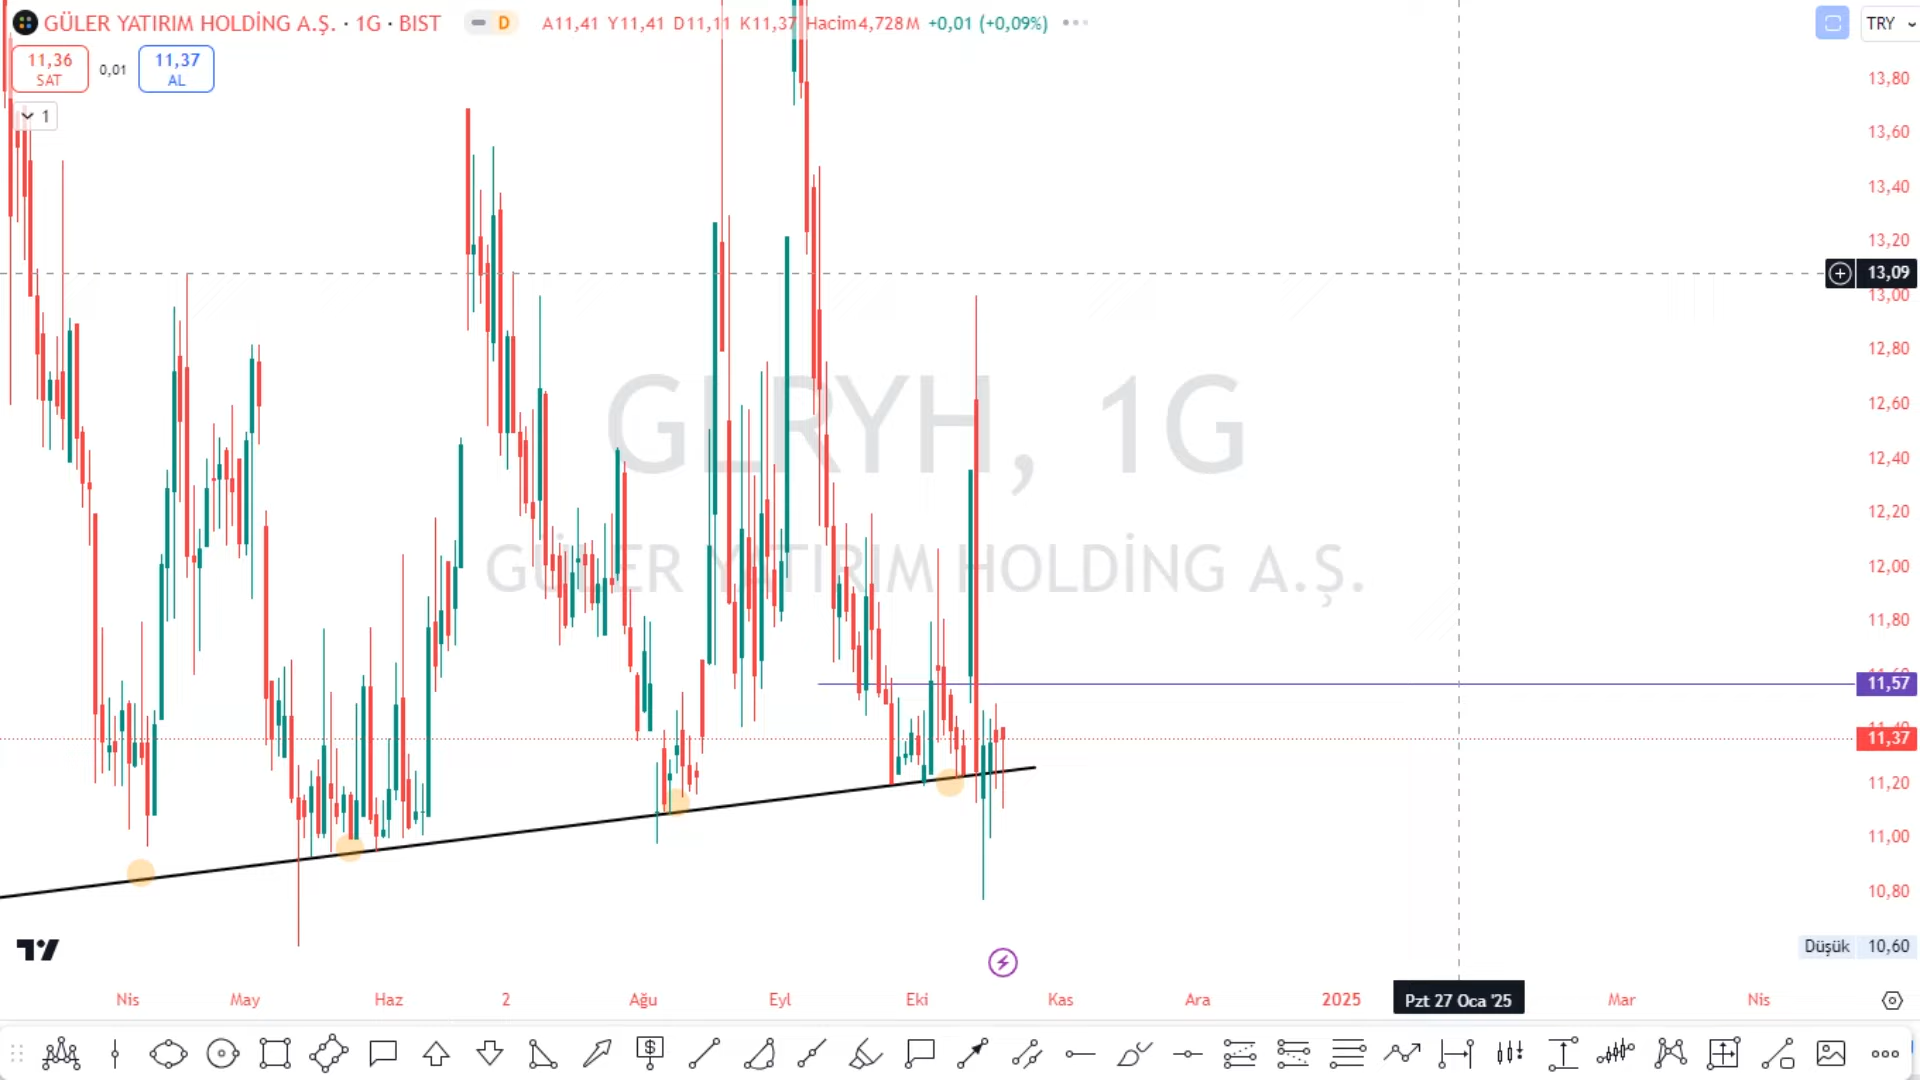 GÜLER YATIRIM HOLDİNG A.Ş. · 1G · BIST
D
A11,41 Y11,41 D11,11 K11,37 Hacim4,728M +0,01 (+0,09%)
TRY
11,36
SAT
0,01
11,37
AL
1
13,80
13,60
13,40
13,20
13,09
13,00
12,80
12,60
12,40
12,20
12,00
11,80
11,57
11,37
11,20
11,00
10,80
Düşük 10,60
GLRYH, 1G
GÜLER YATIRIM HOLDİNG A.Ş.
Nis May Haz 2 Ağu Eyl Eki Kas Ara 2025 Pzt 27 Oca '25 Mar Nis